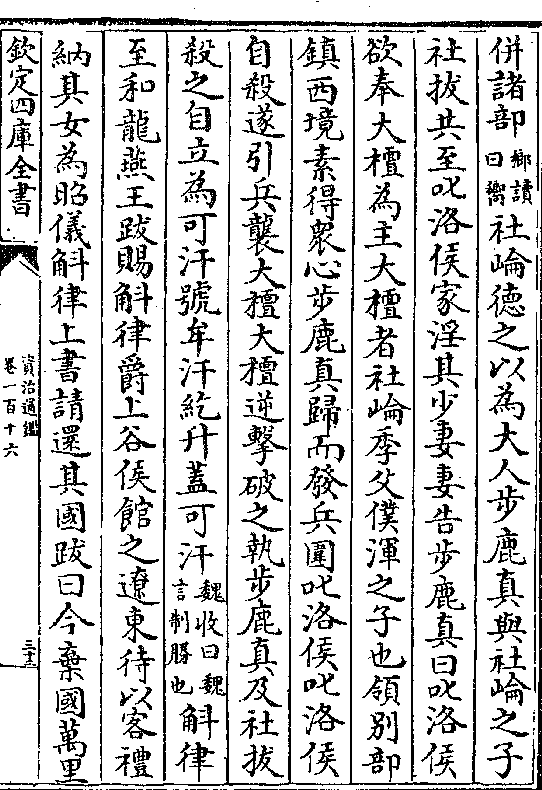 併諸部鄉讀曰嚮社崘德之以為大人步鹿真與社崘之子
社拔共至叱洛侯家淫其少妻妻告步鹿真曰叱洛侯
欲奉大檀為主大檀者社崘季父僕渾之子也領别部
鎮西境素得衆心步鹿真歸而發兵圍叱洛侯叱洛侯
自殺遂引兵襲大檀大檀逆擊破之執步鹿真及社拔
殺之自立為可汗號牟汗紇升蓋可汗魏收曰魏言制勝也斛律
至和龍燕王跋賜斛律爵上谷侯館之遼東待以客禮
納其女為昭儀斛律上書請還其國跋曰今棄國萬里
欽定四庫全書
資治通鑑
卷一百十六
三十三